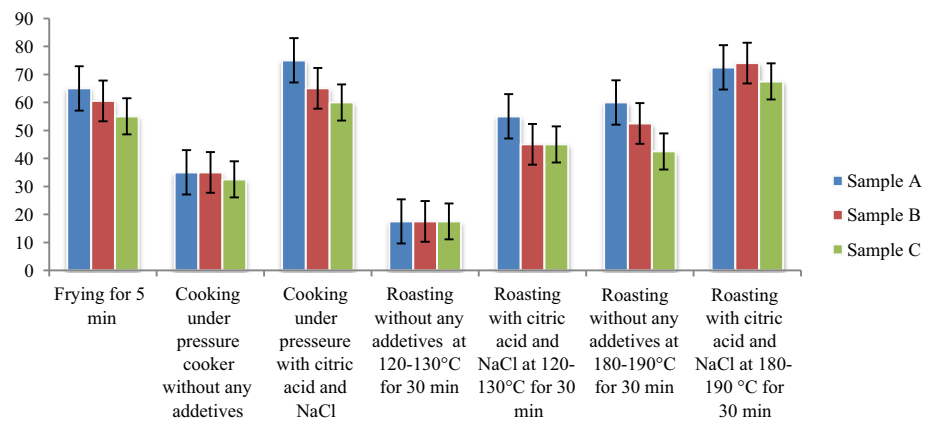 90
80
70
60
50
40
30
20
10
0
Frying for 5
min
Cooking
under
pressure
cooker
without any
addetives
Cooking
under
presseure
with citric
acid and
NaCl
Roasting
without any
addetives at
120-130°C
for 30 min
Roasting
with citric
acid and
NaCl at 120-
130°C for 30
min
Roasting
without any
addetives at
180-190°C
for 30 min
Roasting
with citric
acid and
NaCl at 180-
190 °C for
30 min
Sample A
Sample B
Sample C